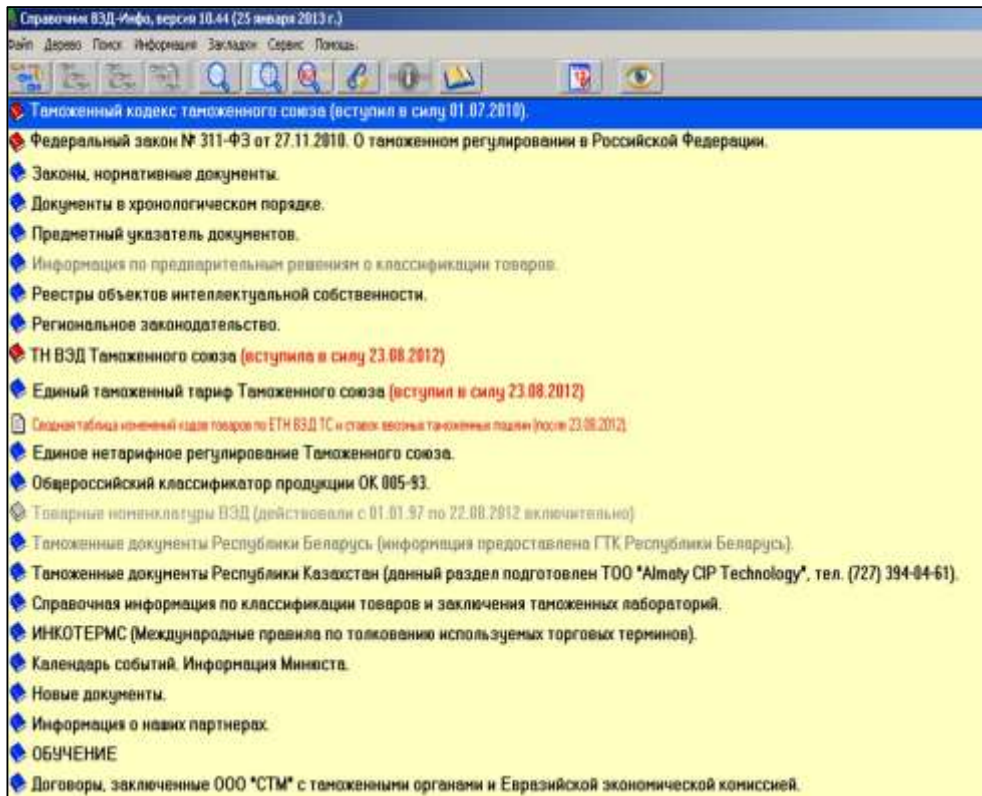 Справочник ВЭД-Инфо, версия 10.44 (25 января 2013 г.)
Файл Дерево Поиск Информация Закладки Сервис Помощь
Таможенный кодекс таможенного союза (вступил в силу 01.07.2010).
Федеральный закон № 311-ФЗ от 27.11.2010. О таможенном регулировании в Российской Федерации.
Законы, нормативные документы.
Документы в хронологическом порядке.
Предметный указатель документов.
Информация по предварительным решениям о классификации товаров.
Реестры объектов интеллектуальной собственности.
Региональное законодательство.
ТН ВЭД Таможенного союза (вступила в силу 23.08.2012)
Единый таможенный тариф Таможенного союза (вступил в силу 23.08.2012)
Сводная таблица изменений кодов товаров по ЕТН ВЭД ТС и ставок ввозных таможенных пошлин (после 23.08.2012)
Единое нетарифное регулирование Таможенного союза.
Общероссийский классификатор продукции ОК 005-93.
Товарные номенклатуры ВЭД (действовали с 01.01.97 по 22.08.2012 включительно)
Таможенные документы Республики Беларусь (информация предоставлена ГТК Республики Беларусь).
Таможенные документы Республики Казахстан (данный раздел подготовлен ТОО "Almaty CIP Technology", тел. (727) 394-04-61).
Справочная информация по классификации товаров и заключения таможенных лабораторий.
ИНКОТЕРМС (Международные правила по толкованию используемых торговых терминов).
Календарь событий. Информация Минюста.
Новые документы.
Информация о наших партнерах.
ОБУЧЕНИЕ
Договоры, заключенные ООО "СТМ" с таможенными органами и Евразийской экономической комиссией.